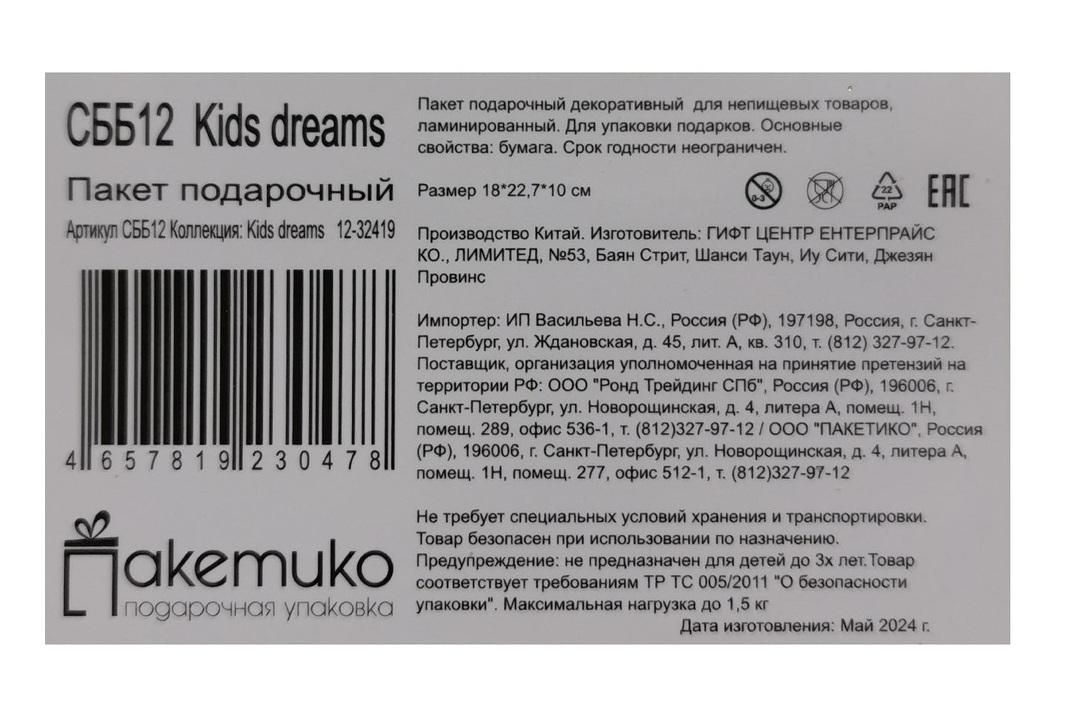 СББ12 Kids dreams
Пакет подарочный
Артикул СББ12 Коллекция: Kids dreams 12-32419
4 657819 230478
Пакетико
подарочная упаковка
Пакет подарочный декоративный для непищевых товаров,
ламинированный. Для упаковки подарков. Основные
свойства: бумага. Срок годности неограничен.
Размер 18*22,7*10 см
0-3
22
PAP
EAC
Производство Китай. Изготовитель: ГИФТ ЦЕНТР ЕНТЕРПРАЙС
КО., ЛИМИТЕД, №53, Баян Стрит, Шанси Таун, Иу Сити, Джезян
Провинс
Импортер: ИП Васильева Н.С., Россия (РФ), 197198, Россия, г. Санкт-
Петербург, ул. Ждановская, д. 45, лит. А, кв. 310, т. (812) 327-97-12.
Поставщик, организация уполномоченная на принятие претензий на
территории РФ: ООО "Ронд Трейдинг СПб", Россия (РФ), 196006, г.
Санкт-Петербург, ул. Новорощинская, д. 4, литера А, помещ. 1Н,
помещ. 289, офис 536-1, т. (812)327-97-12 / ООО "ПАКЕТИКО", Россия
(РФ), 196006, г. Санкт-Петербург, ул. Новорощинская, д. 4, литера А,
помещ. 1Н, помещ. 277, офис 512-1, т. (812)327-97-12
Не требует специальных условий хранения и транспортировки.
Товар безопасен при использовании по назначению.
Предупреждение: не предназначен для детей до 3х лет.Товар
соответствует требованиям ТР ТС 005/2011 "О безопасности
упаковки". Максимальная нагрузка до 1,5 кг
Дата изготовления: Май 2024 г.